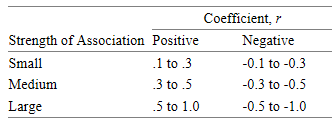 Coefficient, r
Strength of Association Positive Negative
Small .1 to .3 -0.1 to -0.3
Medium .3 to .5 -0.3 to -0.5
Large .5 to 1.0 -0.5 to -1.0